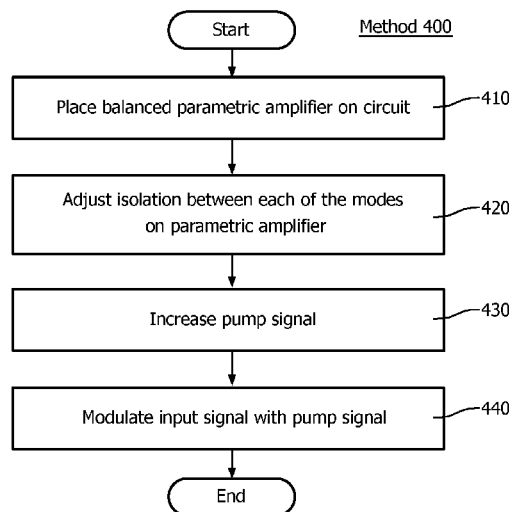 Start
Method 400
Place balanced parametric amplifier on circuit
410
Adjust isolation between each of the modes
on parametric amplifier
420
Increase pump signal
430
Modulate input signal with pump signal
440
End